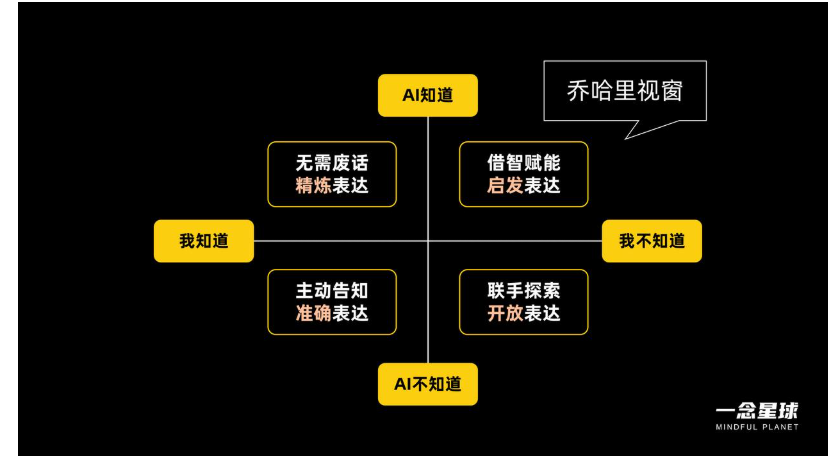 AI知道
乔哈里视窗
无需废话
精炼表达
借智赋能
启发表达
我知道
我不知道
主动告知
准确表达
联手探索
开放表达
AI不知道
一念星球
MINDFUL PLANET